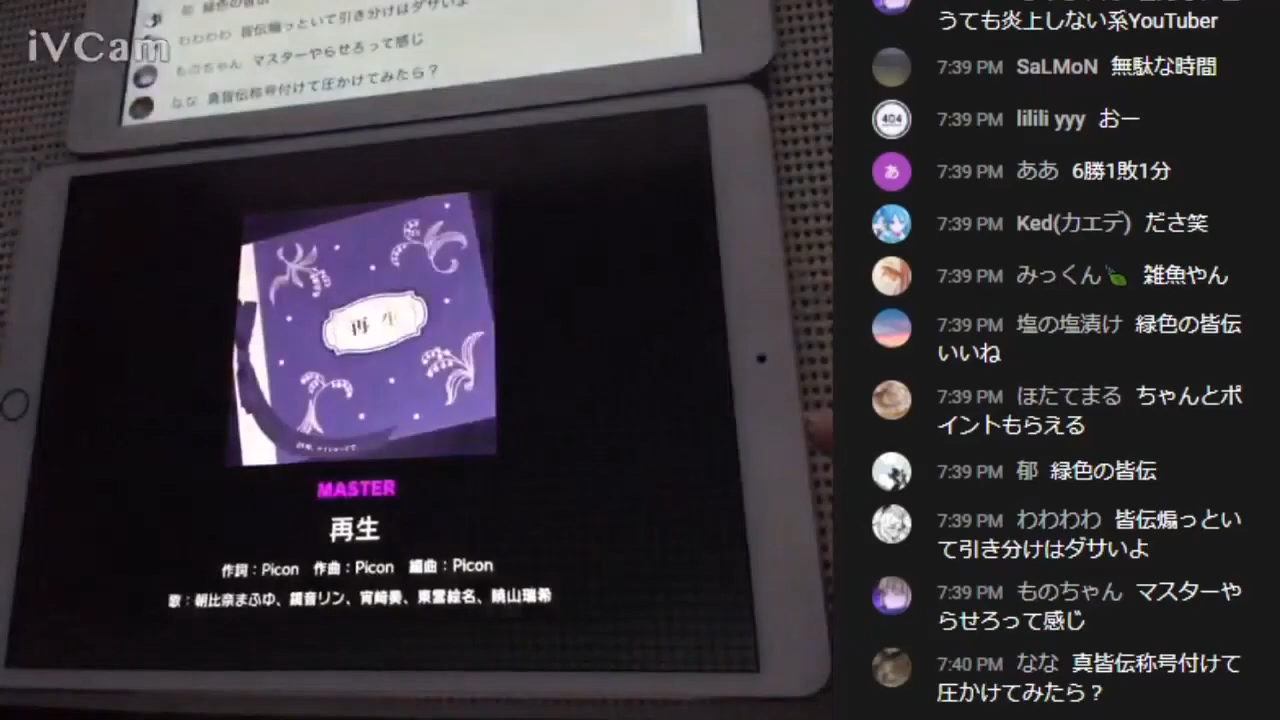 iVCam
緑色の皆伝
わわわわ 皆伝煽っといて引き分けはダサいよ
ものちゃん マスターやらせろって感じ
なな 真皆伝称号付けて圧かけてみたら？
再生
MASTER
再生
作詞：Picon 作曲：Picon 編曲：Picon
歌：朝比奈まふゆ、鏡音リン、宵崎奏、東雲絵名、暁山瑞希
うても炎上しない系YouTuber
7:39 PM SaLMoN 無駄な時間
7:39 PM lilili yyy おー
404
7:39 PM ああ 6勝1敗1分
あ
7:39 PM Ked(カエデ) ださ笑
7:39 PM みっくん🍃 雑魚やん
7:39 PM 塩の塩漬け 緑色の皆伝
いいね
7:39 PM ほたてまる ちゃんとポ
イントもらえる
7:39 PM 郁 緑色の皆伝
7:39 PM わわわわ 皆伝煽っとい
て引き分けはダサいよ
7:39 PM ものちゃん マスターや
らせろって感じ
7:40 PM なな 真皆伝称号付けて
圧かけてみたら？